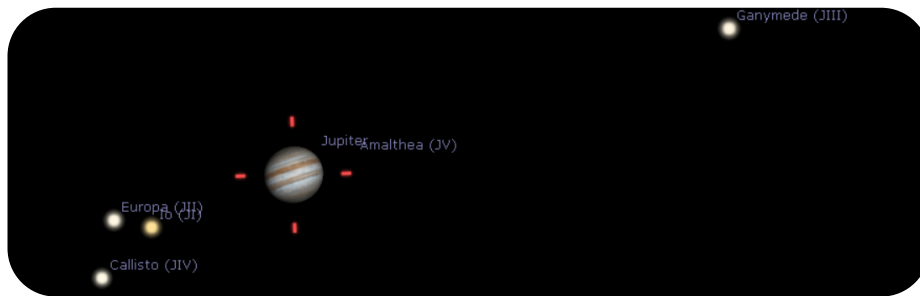 Ganymede (JIII)
Jupiter
Amalthea (JV)
Europa (JII)
Io (JI)
Callisto (JIV)